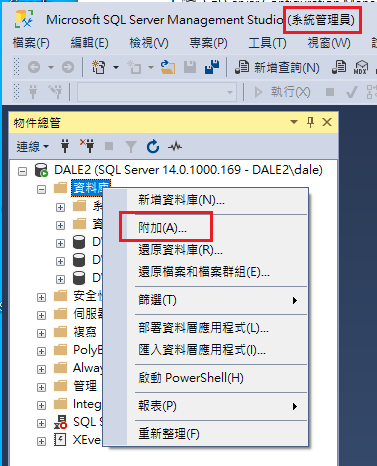 Microsoft SQL Server Management Studio (系統管理員)
檔案(F) 編輯(E) 檢視(V) 專案(P) 工具(T) 視窗(W)
新增查詢(N) MDX
執行(X)
物件總管
連線
DALE2 (SQL Server 14.0.1000.169 - DALE2\dale)
資料庫
新增資料庫(N)...
附加(A)...
還原資料庫(R)...
還原檔案和檔案群組(E)...
篩選(T)
部署資料層應用程式(L)...
匯入資料層應用程式(I)...
啟動 PowerShell(H)
報表(P)
重新整理(F)
系
資
D
D
D
安全
伺服
複寫
PolyB
Alway
管理
Integ
SQL S
XEve